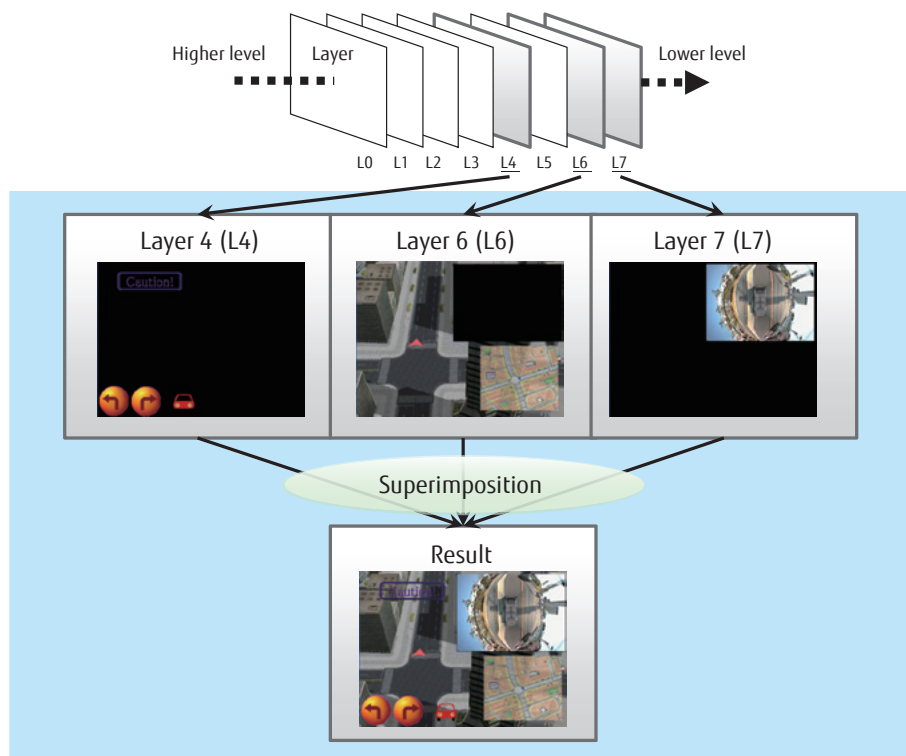 Higher level
Layer
Lower level
L0 L1 L2 L3 L4 L5 L6 L7
Layer 4 (L4)
Layer 6 (L6)
Layer 7 (L7)
Caution!
Superimposition
Result
Caution!